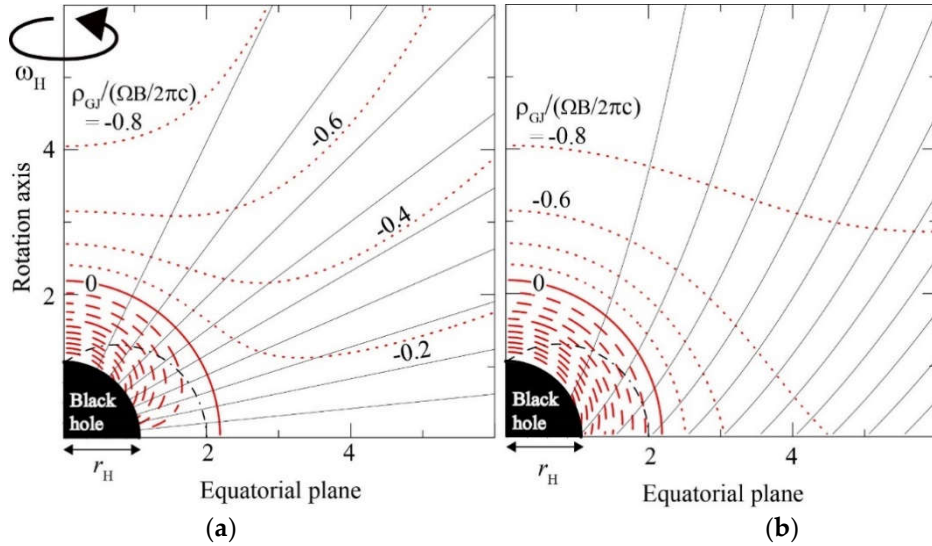 ω_H
ρ_GJ/(ΩB/2πc)
= -0.8
-0.6
-0.4
0
-0.2
4
2
Rotation axis
Black
hole
r_H
2
4
Equatorial plane
(a)
ρ_GJ/(ΩB/2πc)
= -0.8
-0.6
0
Black
hole
r_H
2
4
Equatorial plane
(b)